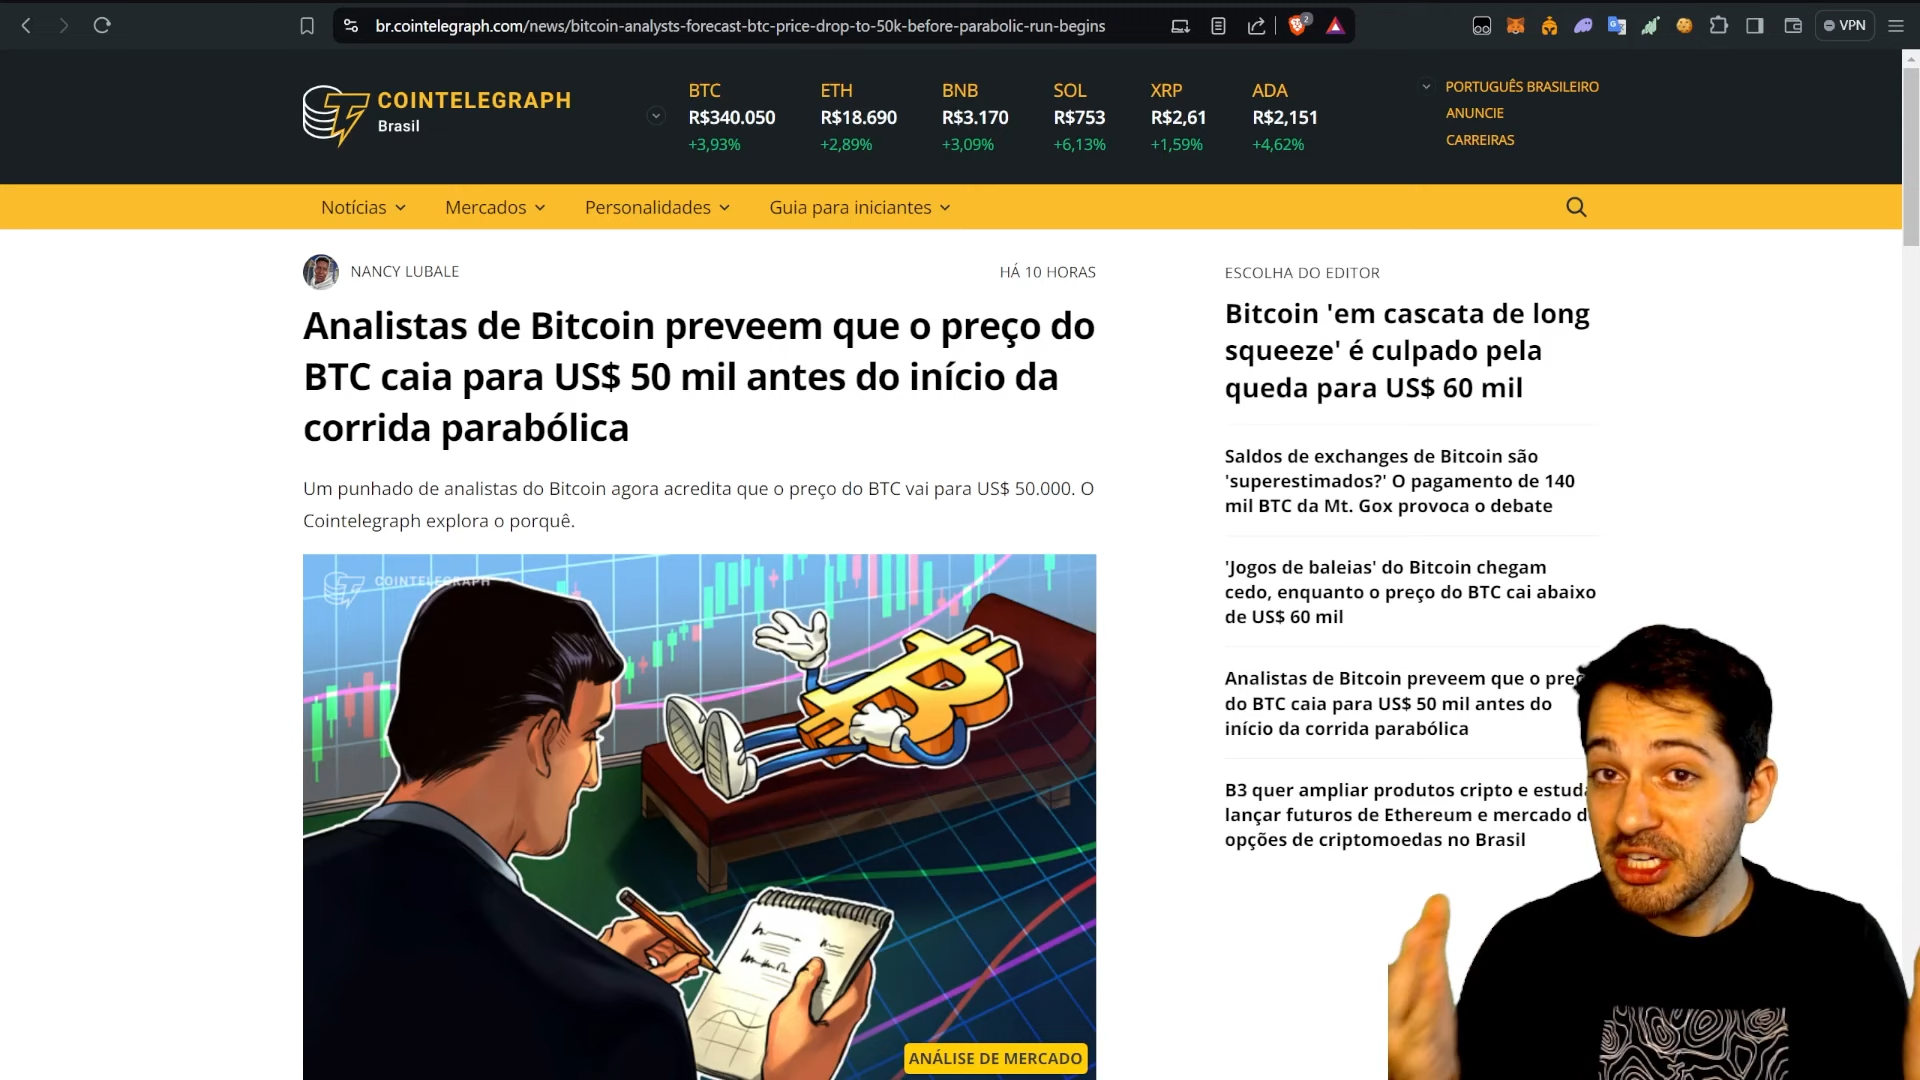 br.cointelegraph.com/news/bitcoin-analysts-forecast-btc-price-drop-to-50k-before-parabolic-run-begins
2
VPN
COINTELEGRAPH
Brasil
BTC
R$340.050
+3,93%
ETH
R$18.690
+2,89%
BNB
R$3.170
+3,09%
SOL
R$753
+6,13%
XRP
R$2,61
+1,59%
ADA
R$2,151
+4,62%
PORTUGUÊS BRASILEIRO
ANUNCIE
CARREIRAS
Notícias
Mercados
Personalidades
Guia para iniciantes
NANCY LUBALE
HÁ 10 HORAS
Analistas de Bitcoin preveem que o preço do
BTC caia para US$ 50 mil antes do início da
corrida parabólica
Um punhado de analistas do Bitcoin agora acredita que o preço do BTC vai para US$ 50.000. O
Cointelegraph explora o porquê.
COINTELEGRAPH
ANÁLISE DE MERCADO
ESCOLHA DO EDITOR
Bitcoin 'em cascata de long
squeeze' é culpado pela
queda para US$ 60 mil
Saldos de exchanges de Bitcoin são
'superestimados?' O pagamento de 140
mil BTC da Mt. Gox provoca o debate
'Jogos de baleias' do Bitcoin chegam
cedo, enquanto o preço do BTC cai abaixo
de US$ 60 mil
Analistas de Bitcoin preveem que o preç
do BTC caia para US$ 50 mil antes do
início da corrida parabólica
B3 quer ampliar produtos cripto e estuda
lançar futuros de Ethereum e mercado d
opções de criptomoedas no Brasil